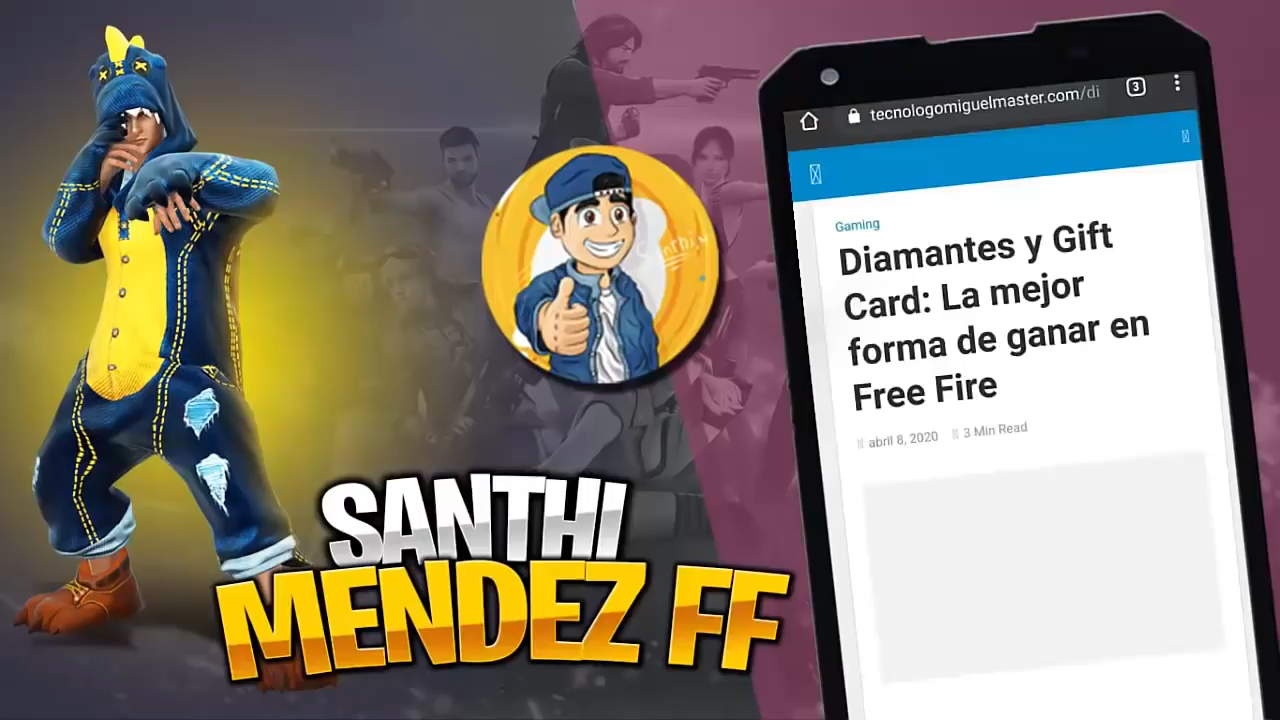 SANTHI
MENDEZ FF
tecnologomiguelmaster.com/di
3
Gaming
Diamantes y Gift
Card: La mejor
forma de ganar en
Free Fire
abril 8, 2020 3 Min Read